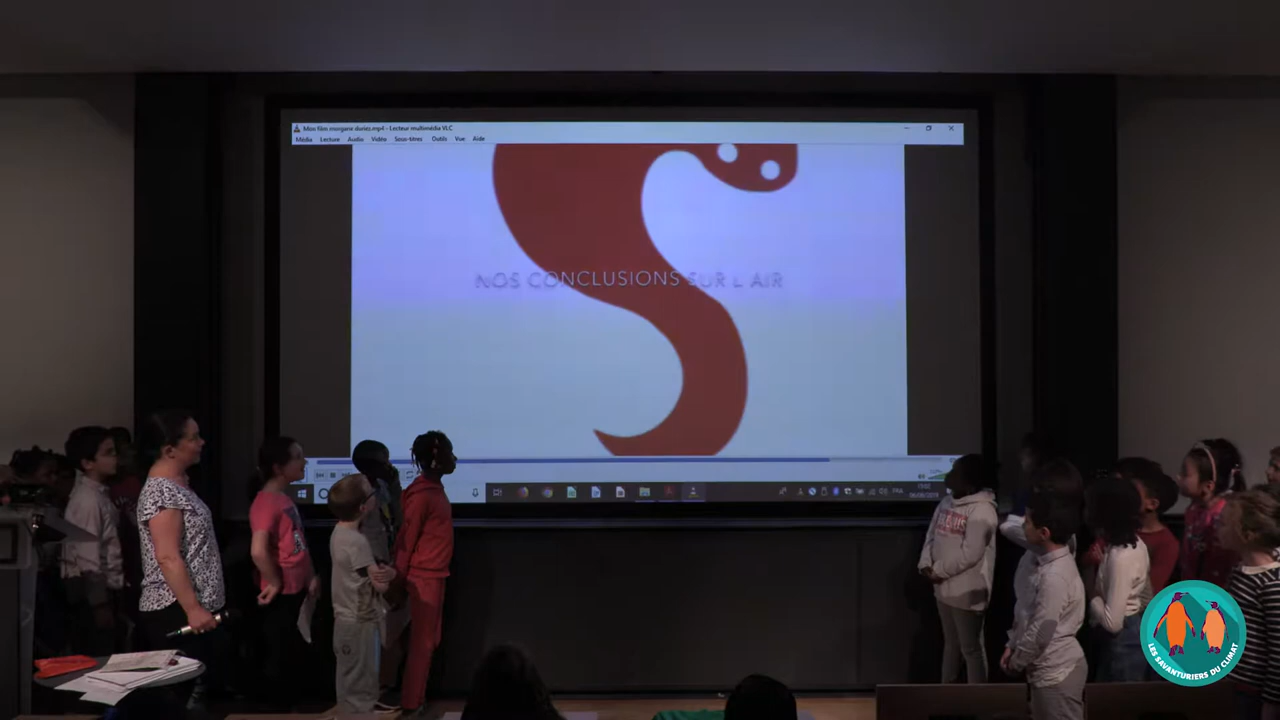 Mon film morgane duriez.mp4 - Lecteur multimédia VLC
Média Lecture Audio Vidéo Sous-titres Outils Vue Aide
NOS CONCLUSIONS SUR L AIR
FRA
LES SAVANTURIERS DU CLIMAT